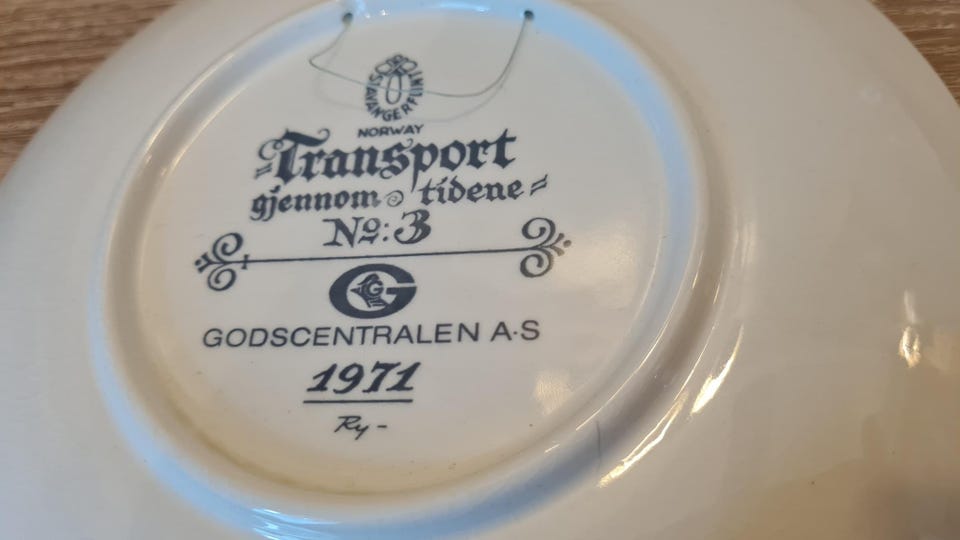 STAVANGERFLINT
NORWAY
Transport
gjennom tidene
No: 3
G
GODSCENTRALEN A·S
1971
Ry-